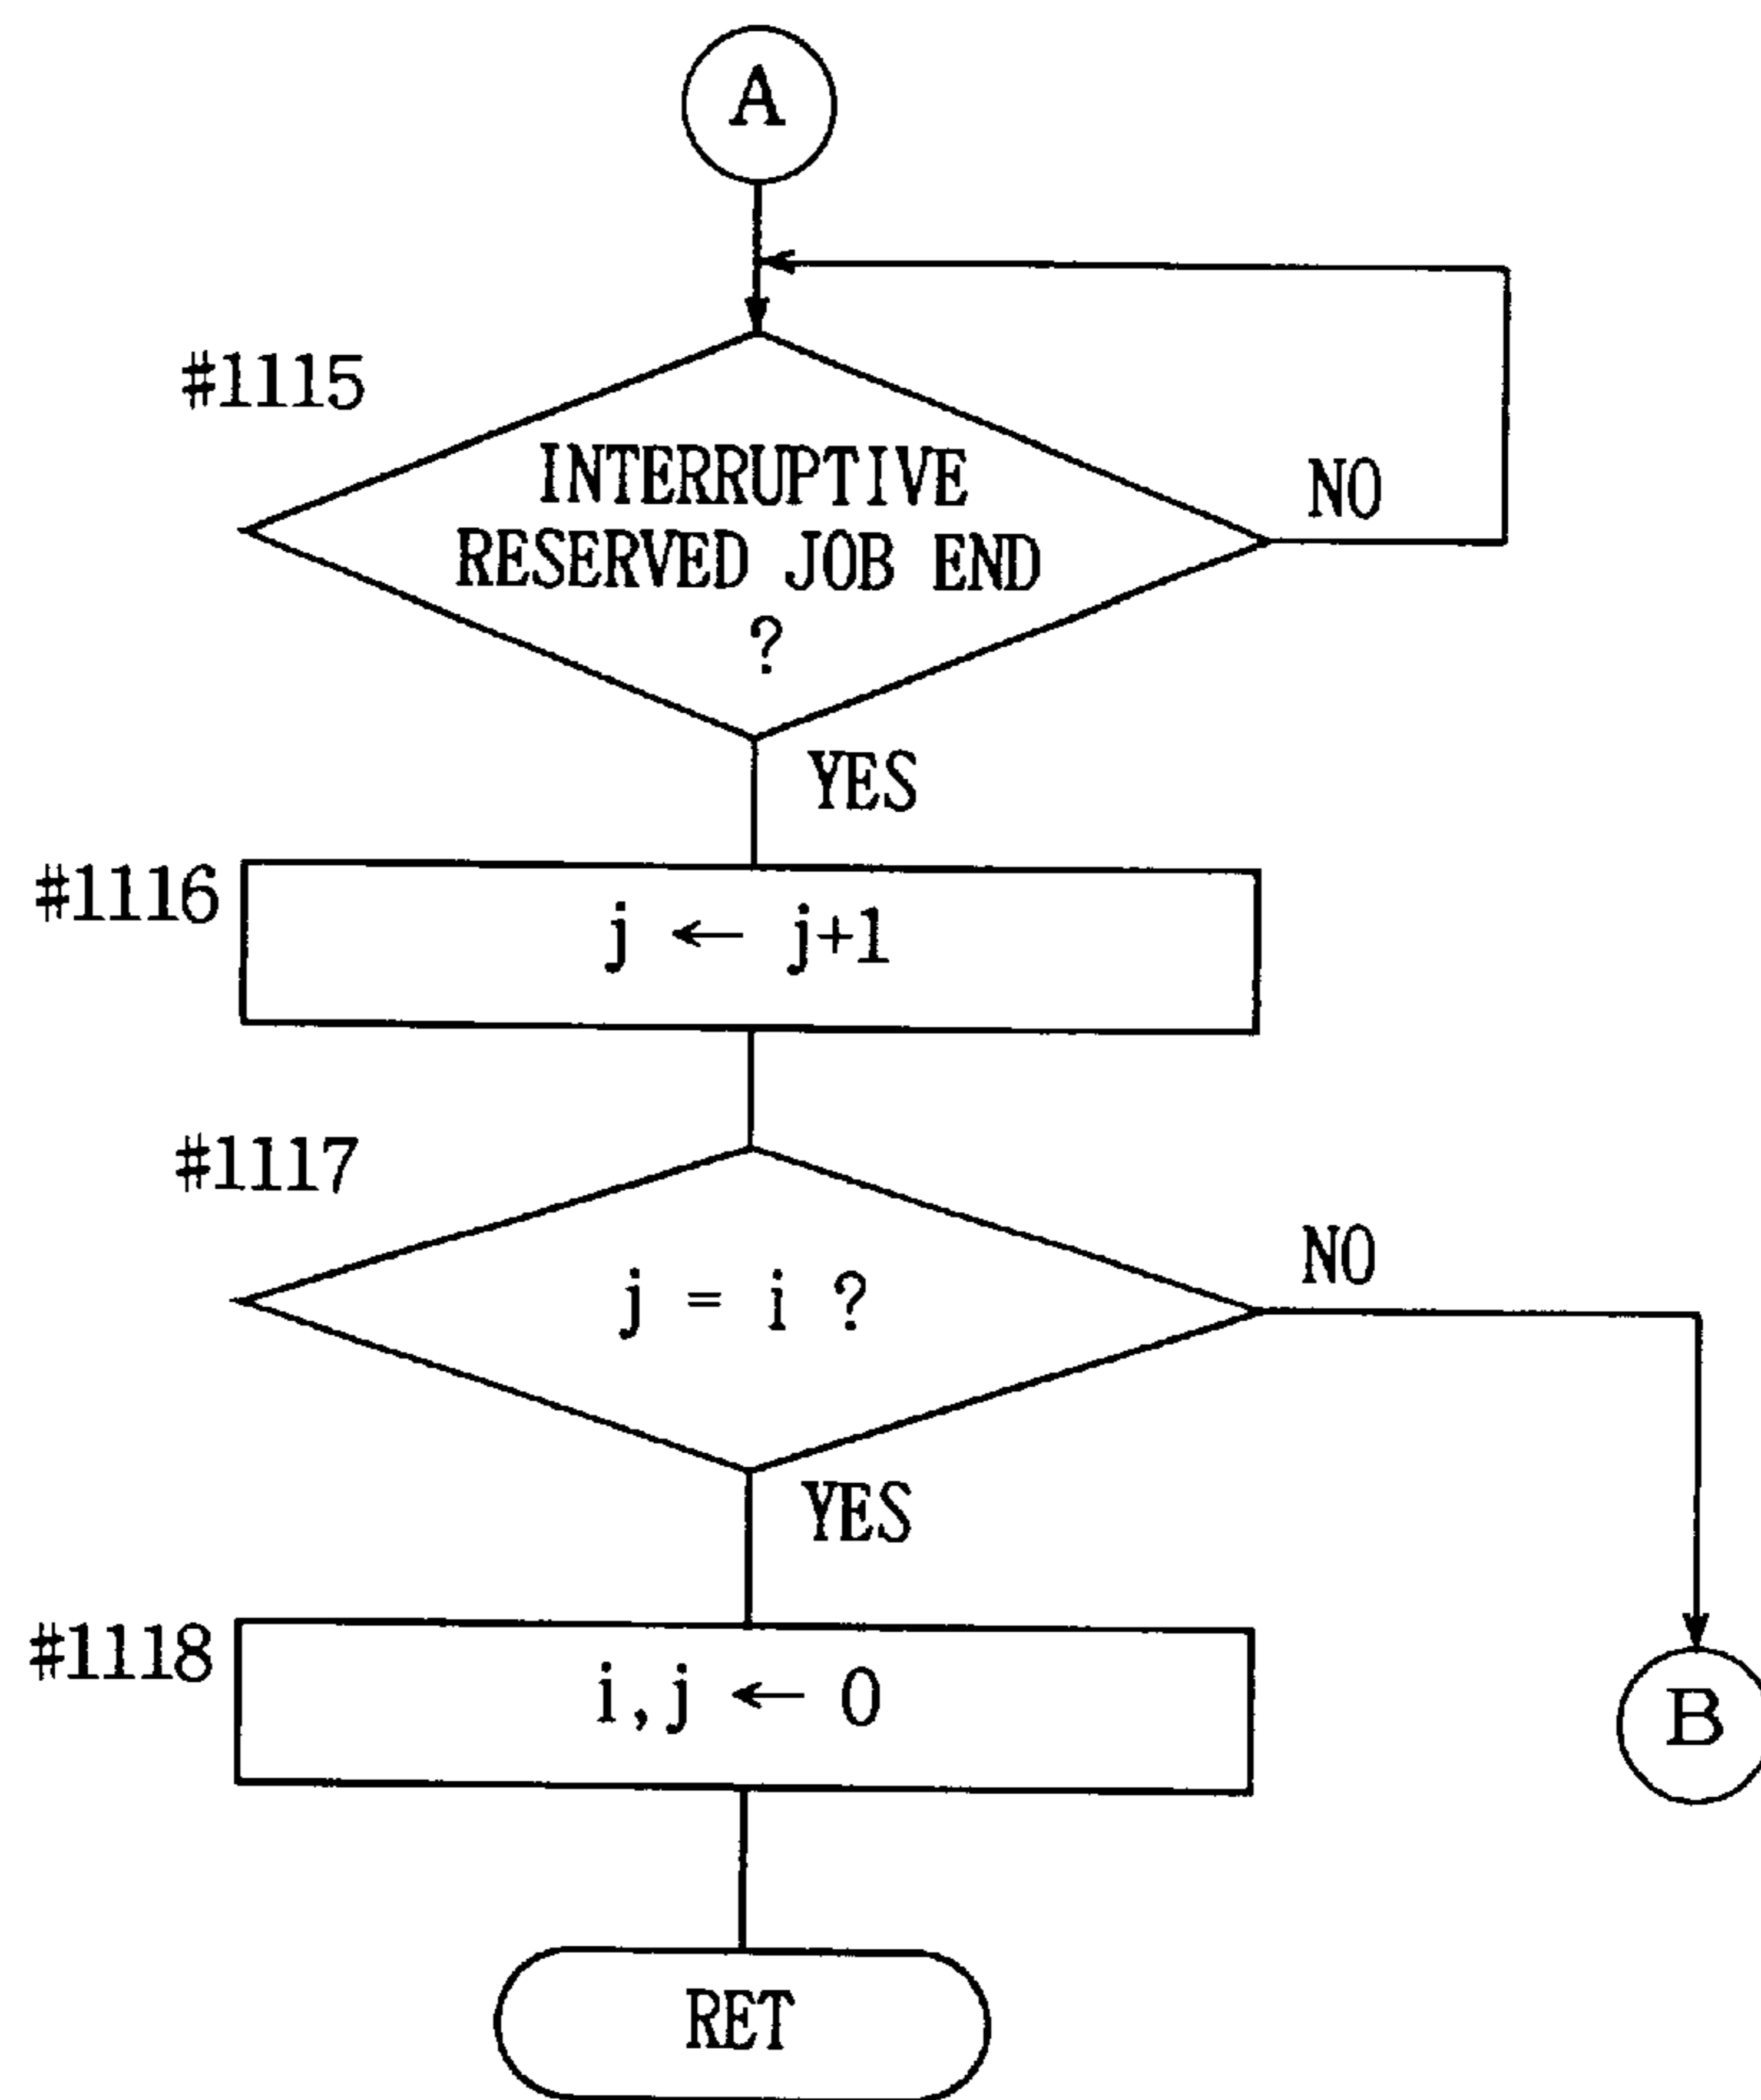 A
#1115
INTERRUPTIVE
RESERVED JOB END
?
NO
YES
#1116
j ← j+1
#1117
j = i ?
NO
YES
#1118
i,j ← 0
B
RET